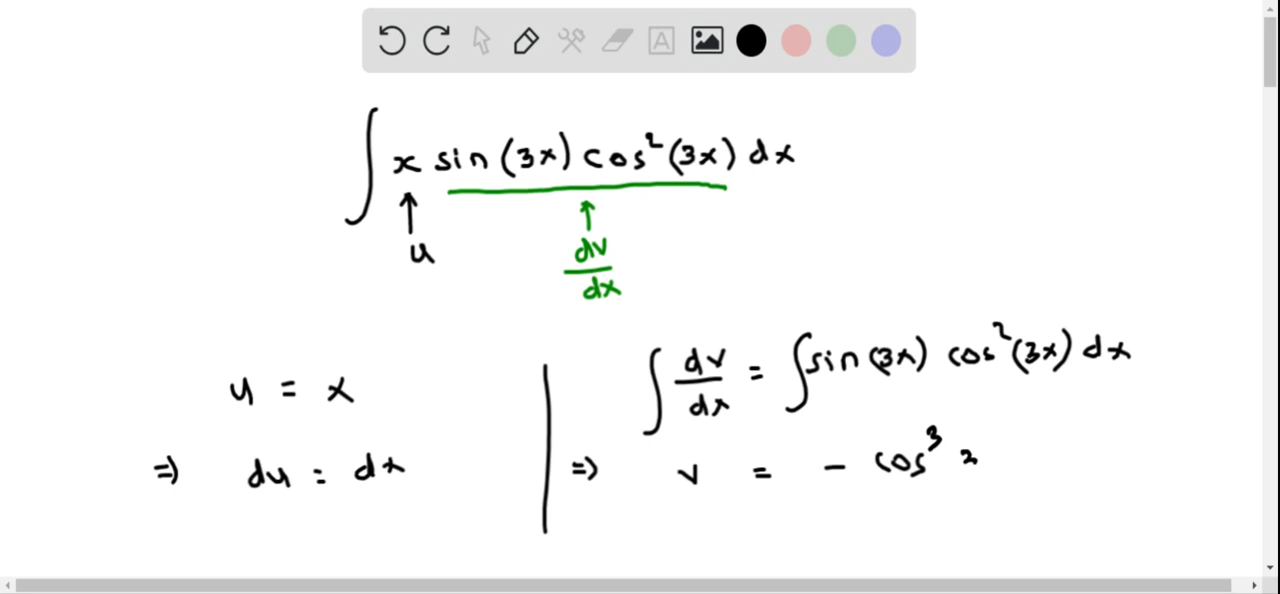 ∫ x sin (3x) cos² (3x) dx
↑ ↑
u dv/dx
u = x
∫ dv/dx = ∫ sin (3x) cos² (3x) dx
⇒ du = dx
⇒ v = - cos³